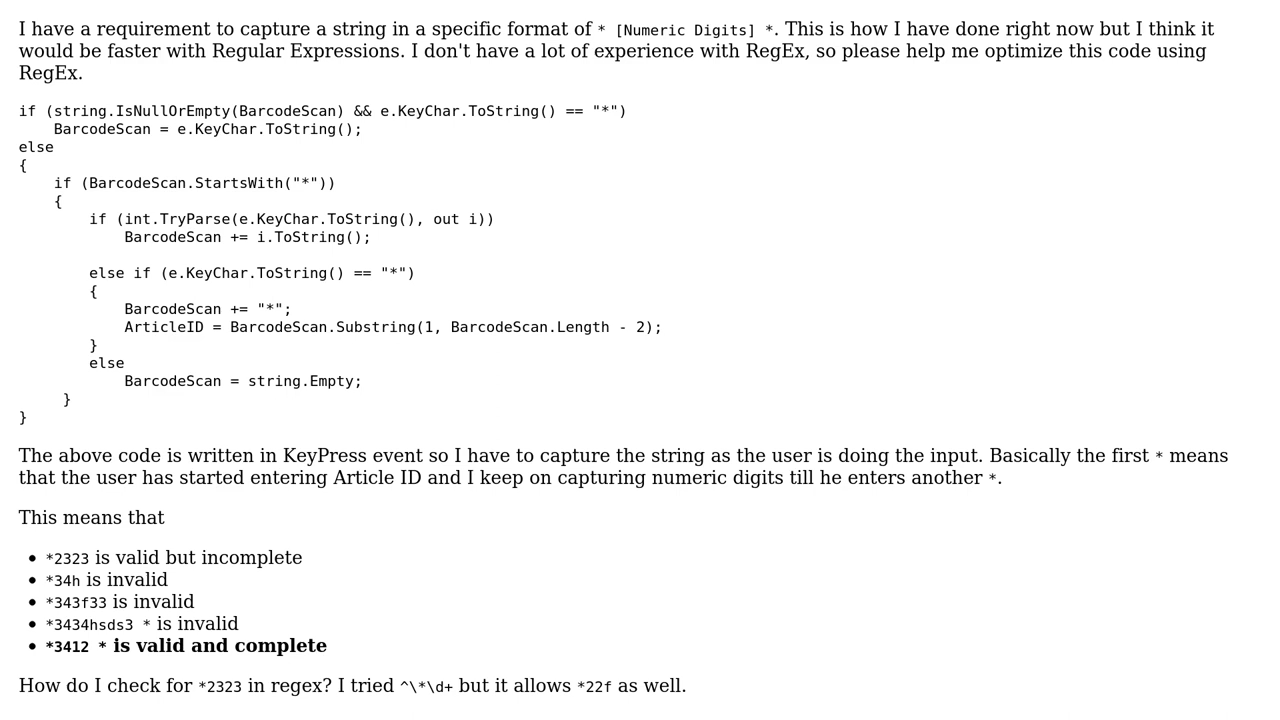 I have a requirement to capture a string in a specific format of * [Numeric Digits] *. This is how I have done right now but I think it
would be faster with Regular Expressions. I don't have a lot of experience with RegEx, so please help me optimize this code using
RegEx.
if (string.IsNullOrEmpty(BarcodeScan) && e.KeyChar.ToString() == "*")
    BarcodeScan = e.KeyChar.ToString();
else
{
    if (BarcodeScan.StartsWith("*"))
    {
        if (int.TryParse(e.KeyChar.ToString(), out i))
            BarcodeScan += i.ToString();
        else if (e.KeyChar.ToString() == "*")
        {
            BarcodeScan += "*";
            ArticleID = BarcodeScan.Substring(1, BarcodeScan.Length - 2);
        }
        else
            BarcodeScan = string.Empty;
     }
}
The above code is written in KeyPress event so I have to capture the string as the user is doing the input. Basically the first * means
that the user has started entering Article ID and I keep on capturing numeric digits till he enters another *.
This means that
• *2323 is valid but incomplete
• *34h is invalid
• *343f33 is invalid
• *3434hsds3 * is invalid
• *3412 * is valid and complete
How do I check for *2323 in regex? I tried ^\*\d+ but it allows *22f as well.